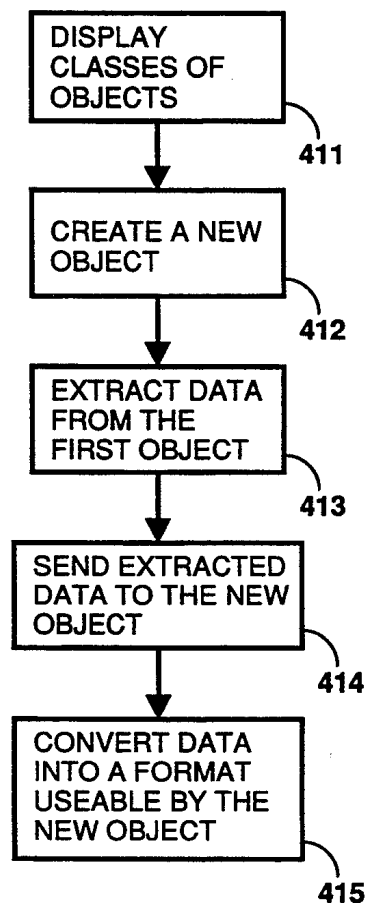 DISPLAY
CLASSES OF
OBJECTS
411
CREATE A NEW
OBJECT
412
EXTRACT DATA
FROM THE
FIRST OBJECT
413
SEND EXTRACTED
DATA TO THE NEW
OBJECT
414
CONVERT DATA
INTO A FORMAT
USEABLE BY THE
NEW OBJECT
415